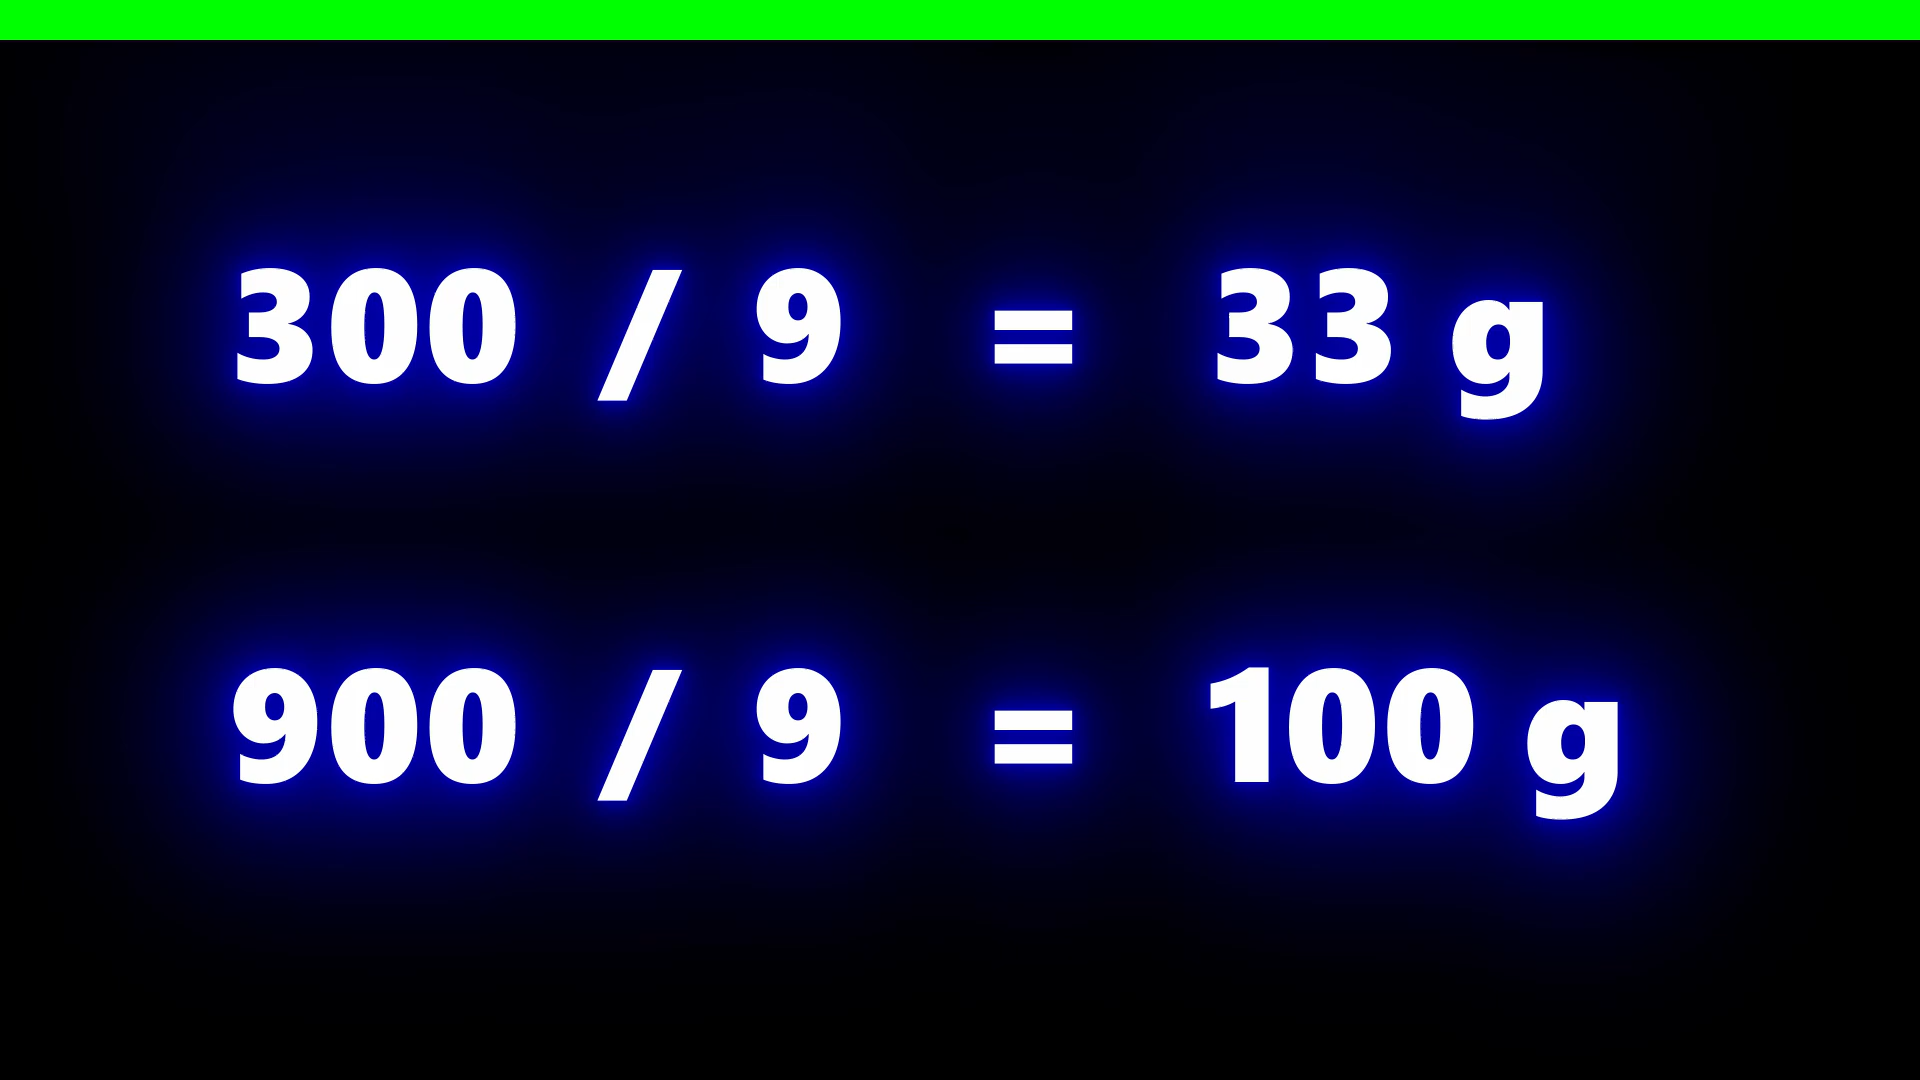 300 / 9 = 33 g
900 / 9 = 100 g